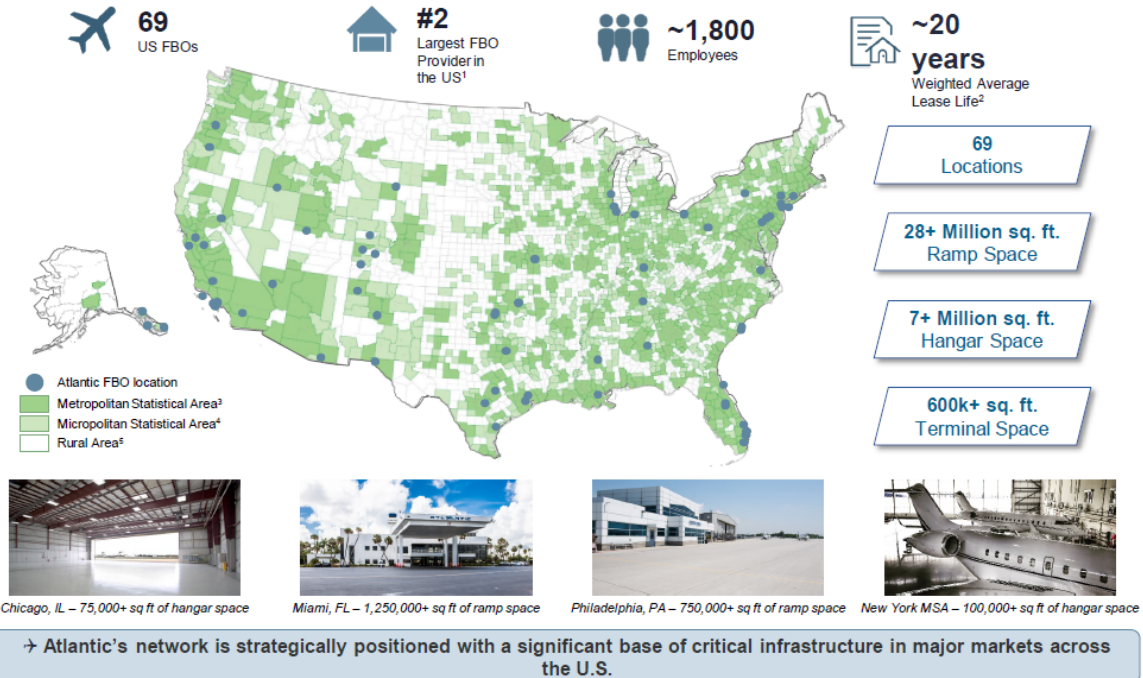 69
US FBOs
#2
Largest FBO
Provider in
the US¹
~1,800
Employees
~20
years
Weighted Average
Lease Life²
69
Locations
28+ Million sq. ft.
Ramp Space
7+ Million sq. ft.
Hangar Space
600k+ sq. ft.
Terminal Space
Atlantic FBO location
Metropolitan Statistical Area³
Micropolitan Statistical Area⁴
Rural Area⁵
ATLANTIC
Chicago, IL – 75,000+ sq ft of hangar space
Miami, FL – 1,250,000+ sq ft of ramp space
Philadelphia, PA – 750,000+ sq ft of ramp space
New York MSA – 100,000+ sq ft of hangar space
✈ Atlantic’s network is strategically positioned with a significant base of critical infrastructure in major markets across
the U.S.